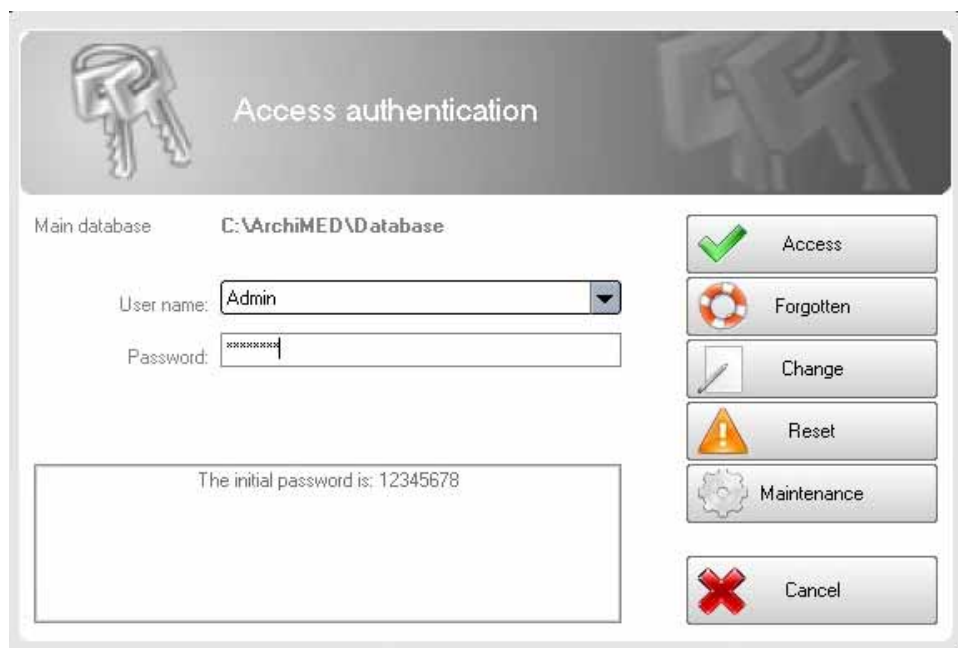 Access authentication
Main database C:\ArchiMED\Database
User name: Admin
Password: ********
The initial password is: 12345678
Access
Forgotten
Change
Reset
Maintenance
Cancel